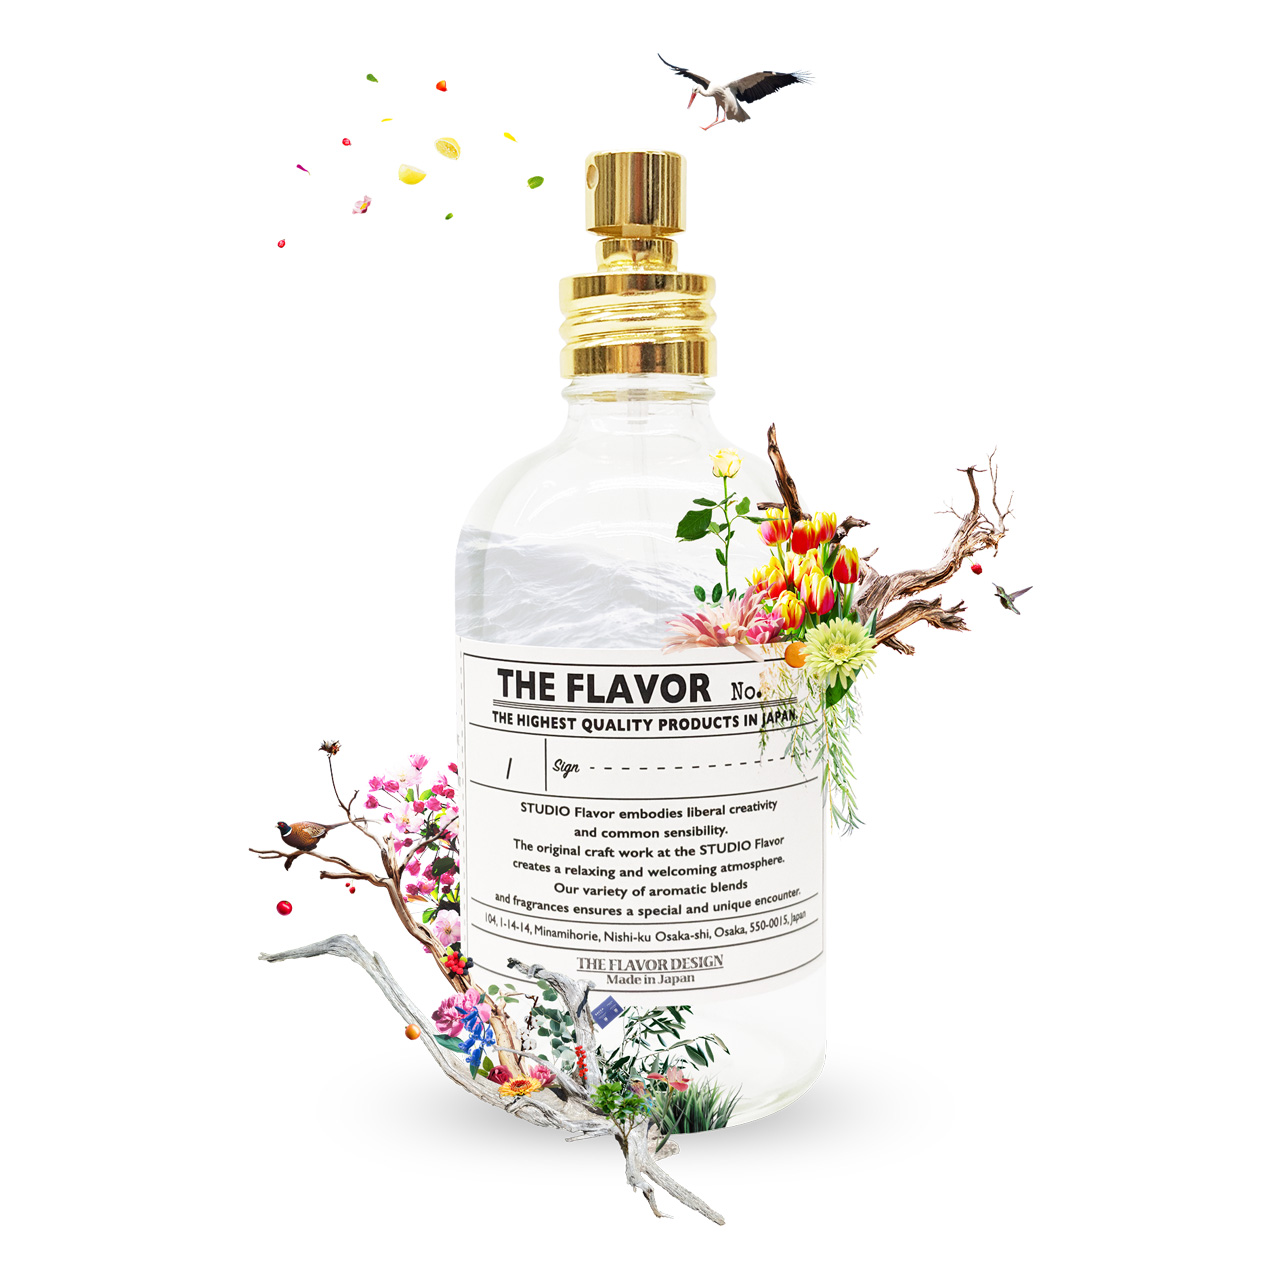 THE FLAVOR No.
THE HIGHEST QUALITY PRODUCTS IN JAPAN.
/ Sign
STUDIO Flavor embodies liberal creativity
and common sensibility.
The original craft work at the STUDIO Flavor
creates a relaxing and welcoming atmosphere.
Our variety of aromatic blends
and fragrances ensures a special and unique encounter.
104, 1-14-14, Minamihorie, Nishi-ku Osaka-shi, Osaka, 550-0015, Japan
THE FLAVOR DESIGN
Made in Japan